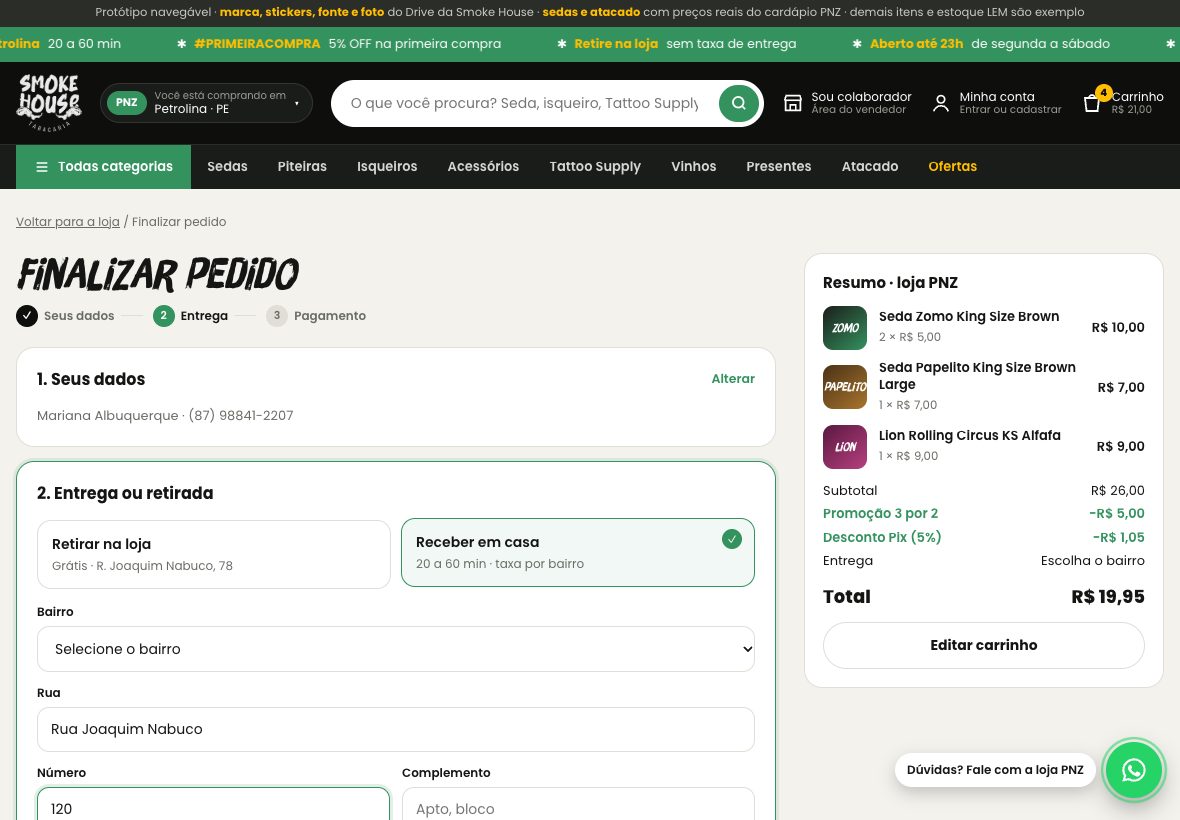 Protótipo navegável · marca, stickers, fonte e foto do Drive da Smoke House · sedas e atacado com preços reais do cardápio PNZ · demais itens e estoque LEM são exemplo
trolina 20 a 60 min * #PRIMEIRACOMPRA 5% OFF na primeira compra * Retire na loja sem taxa de entrega * Aberto até 23h de segunda a sábado *
SMOKE
HOUSE
TABACARIA
PNZ
Você está comprando em
Petrolina · PE
O que você procura? Seda, isqueiro, Tattoo Supply
Sou colaborador
Área do vendedor
Minha conta
Entrar ou cadastrar
4
Carrinho
R$ 21,00
Todas categorias
Sedas
Piteiras
Isqueiros
Acessórios
Tattoo Supply
Vinhos
Presentes
Atacado
Ofertas
Voltar para a loja / Finalizar pedido
FINALIZAR PEDIDO
Seus dados
2 Entrega
3 Pagamento
1. Seus dados
Alterar
Mariana Albuquerque · (87) 98841-2207
2. Entrega ou retirada
Retirar na loja
Grátis · R. Joaquim Nabuco, 78
Receber em casa
20 a 60 min · taxa por bairro
Bairro
Selecione o bairro
Rua
Rua Joaquim Nabuco
Número
120
Complemento
Apto, bloco
Resumo · loja PNZ
ZOMO
Seda Zomo King Size Brown
2 × R$ 5,00
R$ 10,00
PAPELITO
Seda Papelito King Size Brown
Large
1 × R$ 7,00
R$ 7,00
LION
Lion Rolling Circus KS Alfafa
1 × R$ 9,00
R$ 9,00
Subtotal R$ 26,00
Promoção 3 por 2 -R$ 5,00
Desconto Pix (5%) -R$ 1,05
Entrega Escolha o bairro
Total R$ 19,95
Editar carrinho
Dúvidas? Fale com a loja PNZ